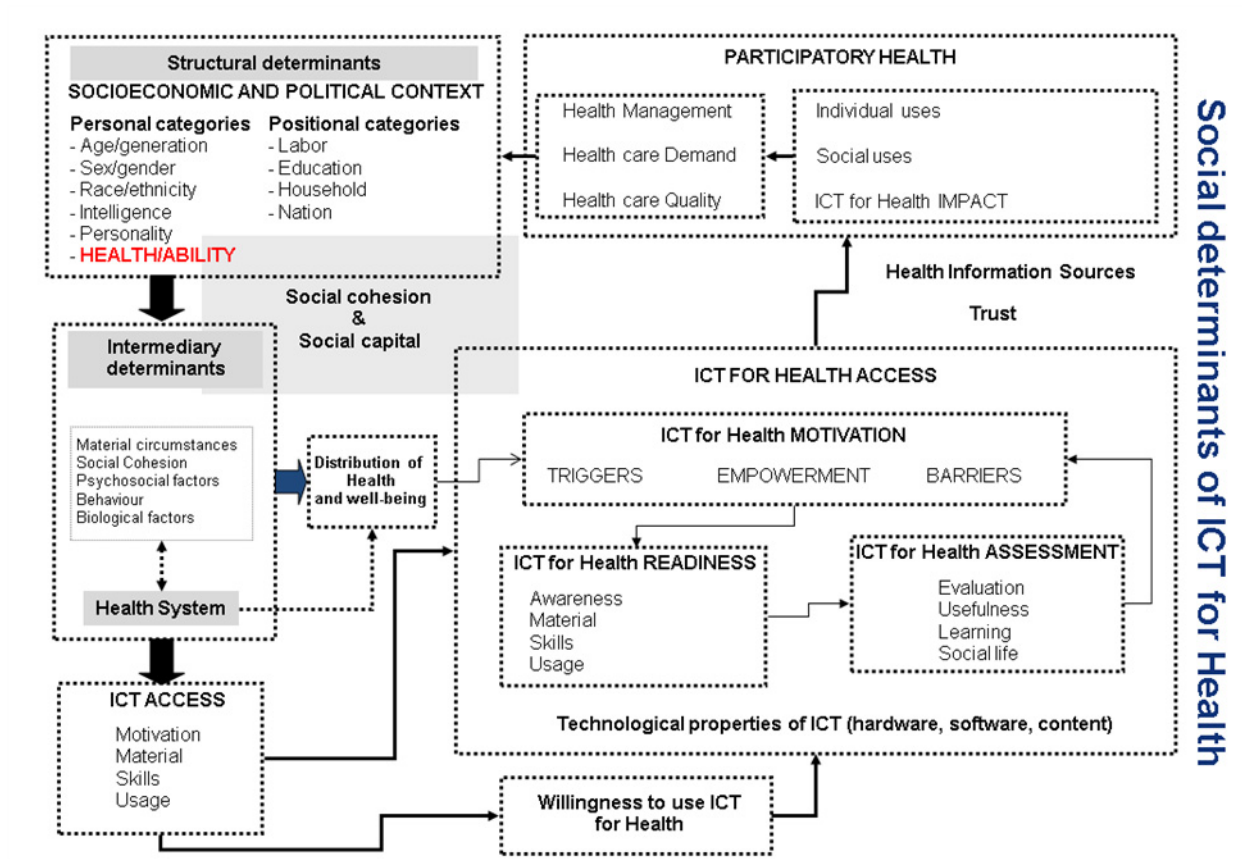 Structural determinants
SOCIOECONOMIC AND POLITICAL CONTEXT
Personal categories
- Age/generation
- Sex/gender
- Race/ethnicity
- Intelligence
- Personality
- HEALTH/ABILITY
Positional categories
- Labor
- Education
- Household
- Nation
PARTICIPATORY HEALTH
Health Management
Health care Demand
Health care Quality
Individual uses
Social uses
ICT for Health IMPACT
Health Information Sources
Trust
Social cohesion
&
Social capital
Intermediary
determinants
Material circumstances
Social Cohesion
Psychosocial factors
Behaviour
Biological factors
Health System
Distribution of
Health
and well-being
ICT FOR HEALTH ACCESS
ICT for Health MOTIVATION
TRIGGERS
EMPOWERMENT
BARRIERS
ICT for Health READINESS
Awareness
Material
Skills
Usage
ICT for Health ASSESSMENT
Evaluation
Usefulness
Learning
Social life
Technological properties of ICT (hardware, software, content)
ICT ACCESS
Motivation
Material
Skills
Usage
Willingness to use ICT
for Health
Social determinants of ICT for Health